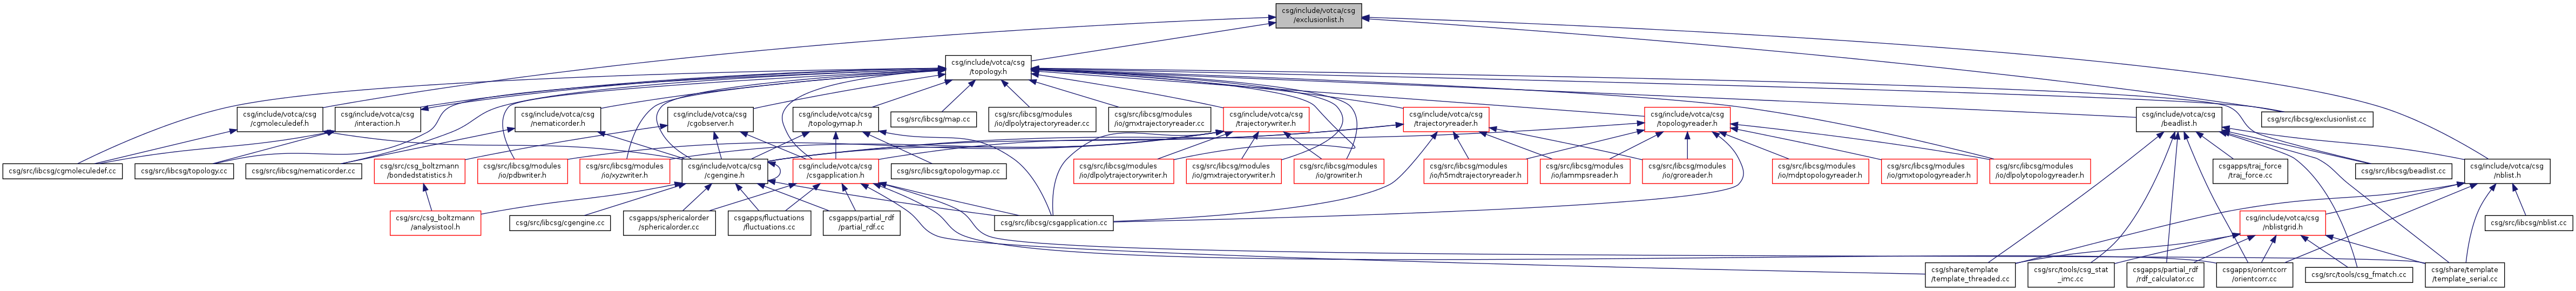 csg/include/votca/csg
/exclusionlist.h
csg/include/votca/csg
/topology.h
csg/include/votca/csg
/cgmoleculedef.h
csg/include/votca/csg
/interaction.h
csg/include/votca/csg
/nematicorder.h
csg/include/votca/csg
/cgobserver.h
csg/include/votca/csg
/topologymap.h
csg/src/libcsg/map.cc
csg/src/libcsg/modules
/io/dlpolytrajectoryreader.cc
csg/src/libcsg/modules
/io/gmxtrajectoryreader.cc
csg/include/votca/csg
/trajectorywriter.h
csg/include/votca/csg
/trajectoryreader.h
csg/include/votca/csg
/topologyreader.h
csg/include/votca/csg
/beadlist.h
csg/src/libcsg/exclusionlist.cc
csg/src/libcsg/cgmoleculedef.cc
csg/src/libcsg/topology.cc
csg/src/libcsg/nematicorder.cc
csg/src/csg_boltzmann
/bondedstatistics.h
csg/src/libcsg/modules
/io/pdbwriter.h
csg/src/libcsg/modules
/io/xyzwriter.h
csg/include/votca/csg
/cgengine.h
csg/include/votca/csg
/csgapplication.h
csg/src/libcsg/topologymap.cc
csg/src/libcsg/modules
/io/dlpolytrajectorywriter.h
csg/src/libcsg/modules
/io/gmxtrajectorywriter.h
csg/src/libcsg/modules
/io/growriter.h
csg/src/libcsg/modules
/io/h5mdtrajectoryreader.h
csg/src/libcsg/modules
/io/lammpsreader.h
csg/src/libcsg/modules
/io/groreader.h
csg/src/libcsg/modules
/io/mdptopologyreader.h
csg/src/libcsg/modules
/io/gmxtopologyreader.h
csg/src/libcsg/modules
/io/dlpolytopologyreader.h
csgapps/traj_force
/traj_force.cc
csg/src/libcsg/beadlist.cc
csg/include/votca/csg
/nblist.h
csg/src/csg_boltzmann
/analysistool.h
csg/src/libcsg/cgengine.cc
csgapps/sphericalorder
/sphericalorder.cc
csgapps/fluctuations
/fluctuations.cc
csgapps/partial_rdf
/partial_rdf.cc
csg/src/libcsg/csgapplication.cc
csg/include/votca/csg
/nblistgrid.h
csg/src/libcsg/nblist.cc
csg/share/template
/template_threaded.cc
csg/src/tools/csg_stat
_imc.cc
csgapps/partial_rdf
/rdf_calculator.cc
csgapps/orientcorr
/orientcorr.cc
csg/src/tools/csg_fmatch.cc
csg/share/template
/template_serial.cc